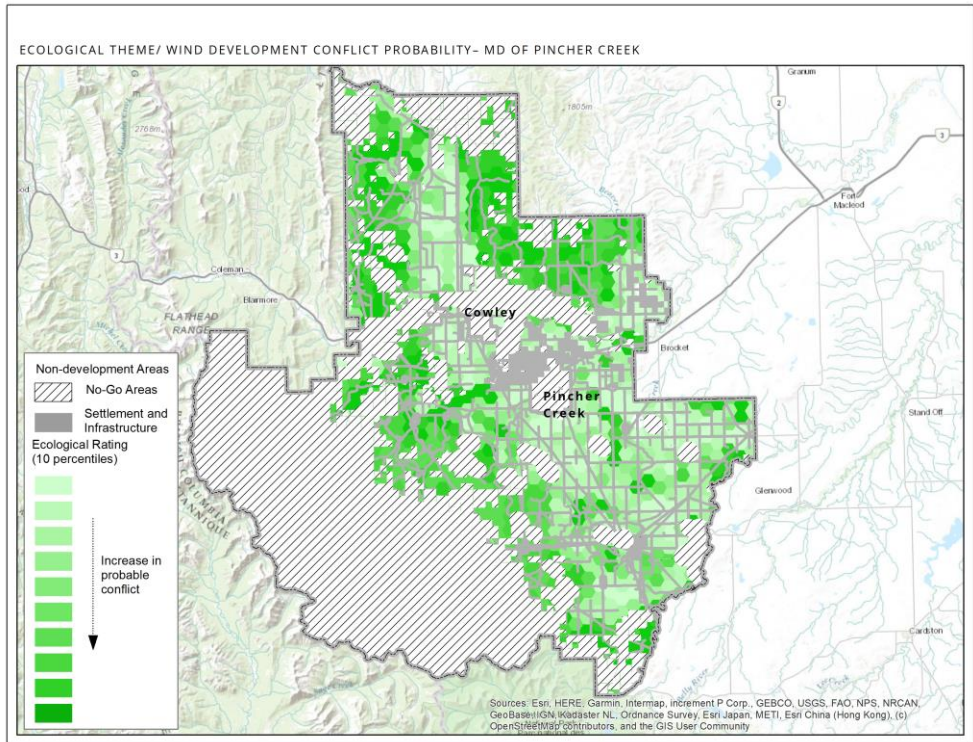 ECOLOGICAL THEME/ WIND DEVELOPMENT CONFLICT PROBABILITY– MD OF PINCHER CREEK
Granum
1805m
2
2768m
3
Fort
Macleod
3
Coleman
Blairmore
Cowley
FLATHEAD
RANGE
Brocket
Non-development Areas
No-Go Areas
Pincher
Creek
Settlement and
Infrastructure
Stand Off
Ecological Rating
(10 percentiles)
Glenwood
Increase in
probable
conflict
Cardston
Sources: Esri, HERE, Garmin, Intermap, increment P Corp., GEBCO, USGS, FAO, NPS, NRCAN,
GeoBase, IGN, Kadaster NL, Ordnance Survey, Esri Japan, METI, Esri China (Hong Kong), (c)
OpenStreetMap contributors, and the GIS User Community